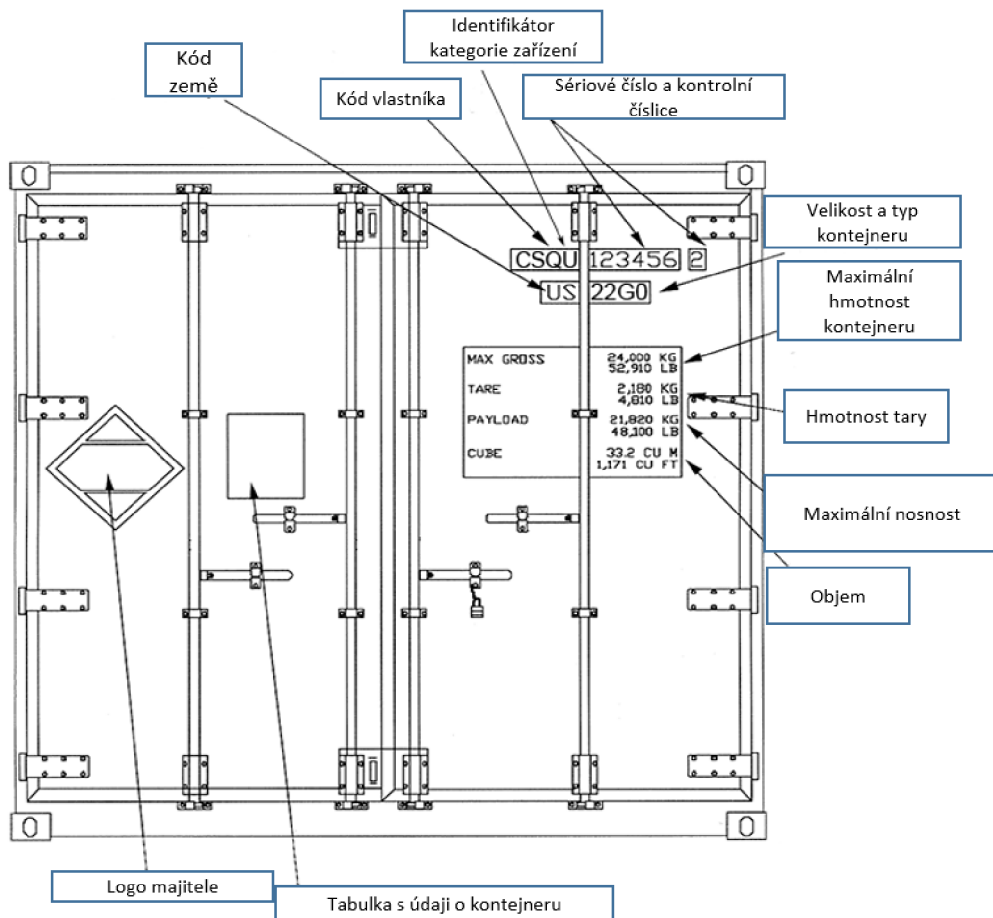 Identifikátor
kategorie zařízení
Kód
země
Kód vlastníka
Sériové číslo a kontrolní
číslice
Velikost a typ
kontejneru
CSQU 123456 2
US 22G0
Maximální
hmotnost
kontejneru
MAX GROSS 24,000 KG
52,910 LB
TARE 2,180 KG
4,810 LB
PAYLOAD 21,820 KG
48,100 LB
CUBE 33.2 CU M
1,171 CU FT
Hmotnost tary
Maximální nosnost
Objem
Logo majitele
Tabulka s údaji o kontejneru